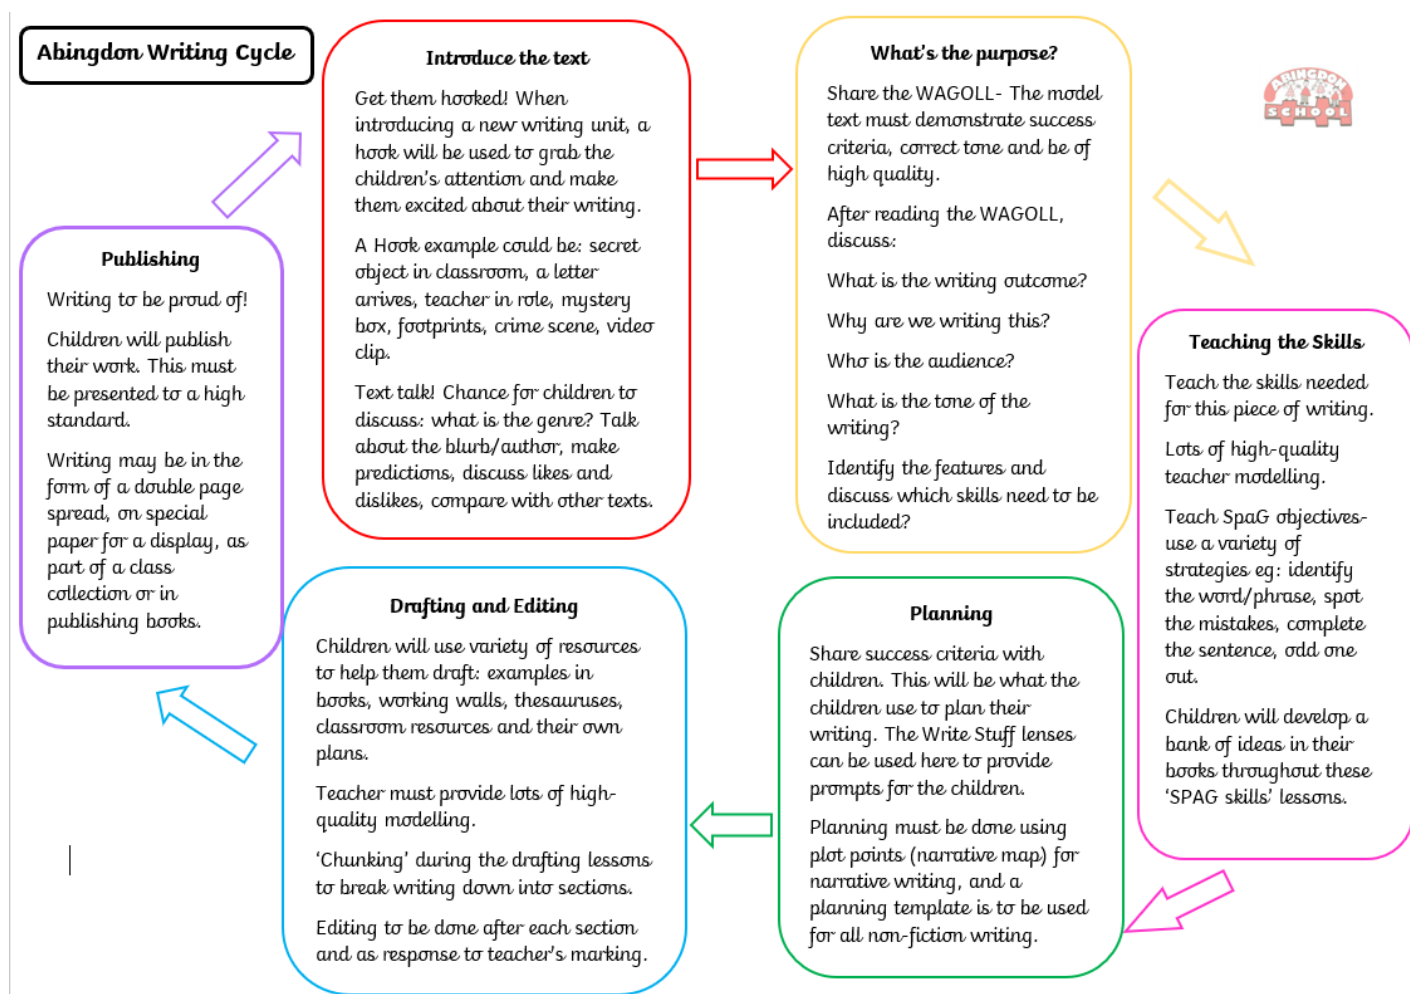 Abingdon Writing Cycle
Introduce the text
Get them hooked! When
introducing a new writing unit, a
hook will be used to grab the
children's attention and make
them excited about their writing.
A Hook example could be: secret
object in classroom, a letter
arrives, teacher in role, mystery
box, footprints, crime scene, video
clip.
Text talk! Chance for children to
discuss: what is the genre? Talk
about the blurb/author, make
predictions, discuss likes and
dislikes, compare with other texts.
What's the purpose?
Share the WAGOLL- The model
text must demonstrate success
criteria, correct tone and be of
high quality.
After reading the WAGOLL,
discuss:
What is the writing outcome?
Why are we writing this?
Who is the audience?
What is the tone of the
writing?
Identify the features and
discuss which skills need to be
included?
ABINGDON
SCHOOL
Teaching the Skills
Teach the skills needed
for this piece of writing.
Lots of high-quality
teacher modelling.
Teach SpaG objectives-
use a variety of
strategies eg: identify
the word/phrase, spot
the mistakes, complete
the sentence, odd one
out.
Children will develop a
bank of ideas in their
books throughout these
'SPAG skills' lessons.
Planning
Share success criteria with
children. This will be what the
children use to plan their
writing. The Write Stuff lenses
can be used here to provide
prompts for the children.
Planning must be done using
plot points (narrative map) for
narrative writing, and a
planning template is to be used
for all non-fiction writing.
Drafting and Editing
Children will use variety of resources
to help them draft: examples in
books, working walls, thesauruses,
classroom resources and their own
plans.
Teacher must provide lots of high-
quality modelling.
'Chunking' during the drafting lessons
to break writing down into sections.
Editing to be done after each section
and as response to teacher's marking.
Publishing
Writing to be proud of!
Children will publish
their work. This must
be presented to a high
standard.
Writing may be in the
form of a double page
spread, on special
paper for a display, as
part of a class
collection or in
publishing books.